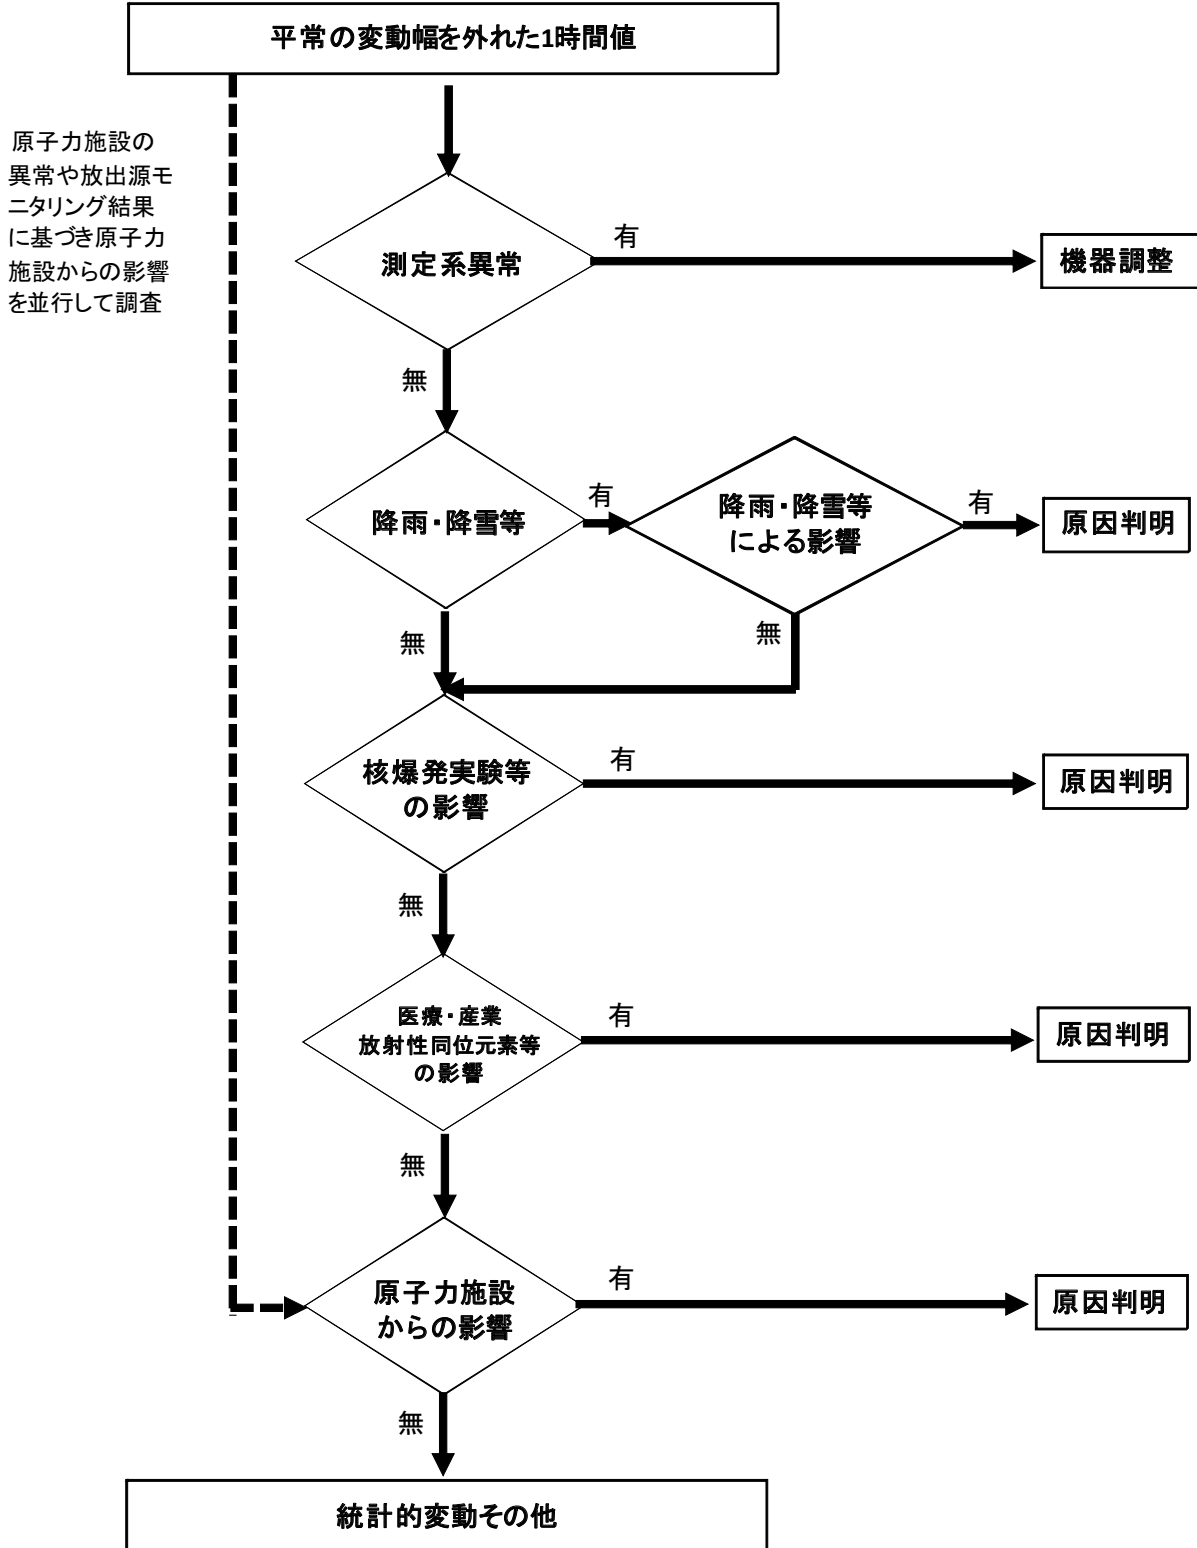 平常の変動幅を外れた1時間値
原子力施設の
異常や放出源モ
ニタリング結果
に基づき原子力
施設からの影響
を並行して調査
測定系異常
有
機器調整
無
降雨・降雪等
有
降雨・降雪等
による影響
有
原因判明
無
無
核爆発実験等
の影響
有
原因判明
無
医療・産業
放射性同位元素等
の影響
有
原因判明
無
原子力施設
からの影響
有
原因判明
無
統計的変動その他